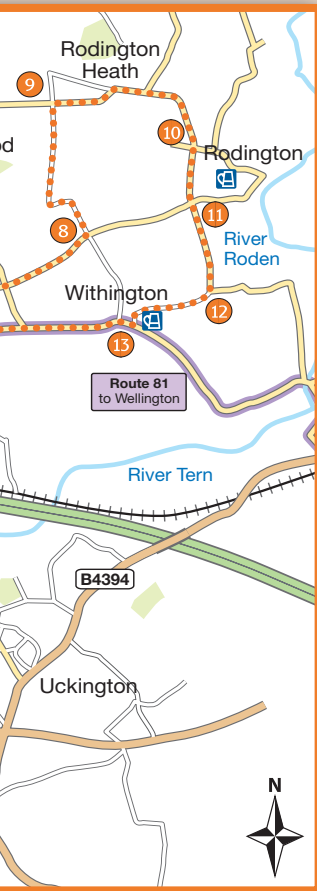 Rodington
Heath
9
10
od
Rodington
11
8
River
Roden
Withington
12
13
Route 81
to Wellington
River Tern
B4394
Uckington
N